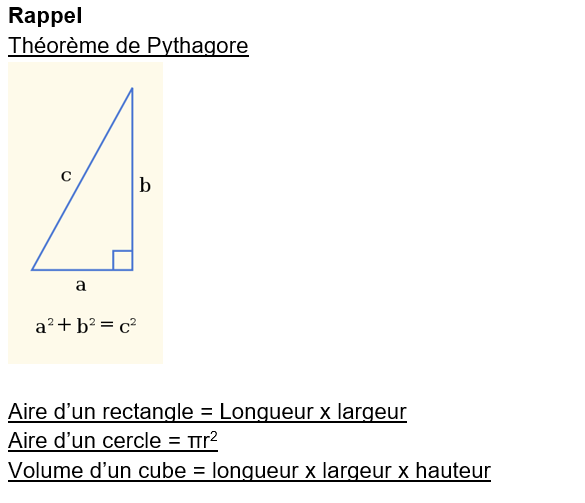 Rappel
Théorème de Pythagore
c
b
a
a² + b² = c²
Aire d’un rectangle = Longueur x largeur
Aire d’un cercle = πr²
Volume d’un cube = longueur x largeur x hauteur